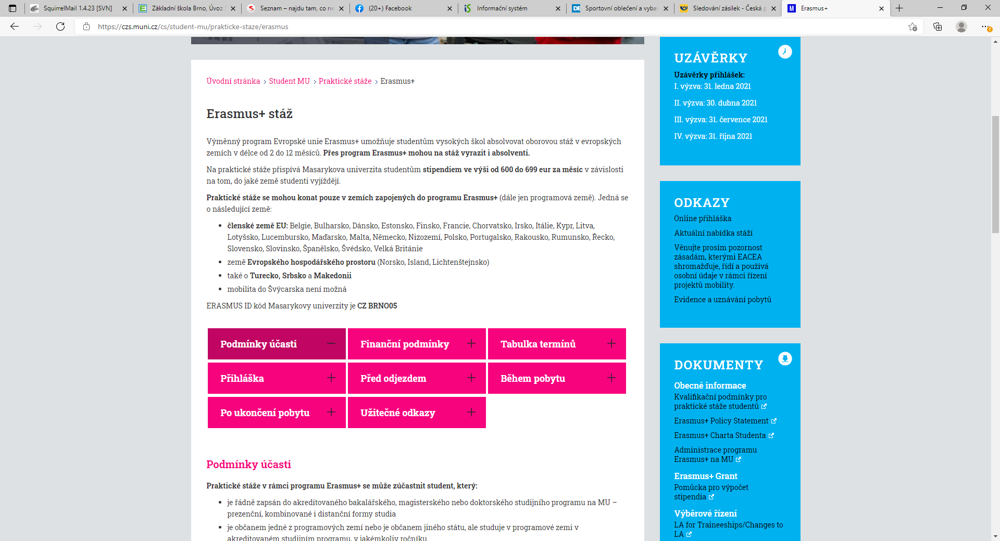 SquirrelMail 1.4.23 [SVN]
Základní škola Brno, Úvoz
Seznam – najdu tam, co ne
(20+) Facebook
Informační systém
Sportovní oblečení a vyba
Sledování zásilek - Česká p
Erasmus+
https://czs.muni.cz/cs/student-mu/prakticke-staze/erasmus
Úvodní stránka > Student MU > Praktické stáže > Erasmus+
Erasmus+ stáž
Výměnný program Evropské unie Erasmus+ umožňuje studentům vysokých škol absolvovat oborovou stáž v evropských
zemích v délce od 2 do 12 měsíců. Přes program Erasmus+ mohou na stáž vyrazit i absolventi.
Na praktické stáže přispívá Masarykova univerzita studentům stipendiem ve výši od 600 do 699 eur za měsíc v závislosti
na tom, do jaké země studenti vyjíždějí.
Praktické stáže se mohou konat pouze v zemích zapojených do programu Erasmus+ (dále jen programová země). Jedná se
o následující země:
• členské země EU: Belgie, Bulharsko, Dánsko, Estonsko, Finsko, Francie, Chorvatsko, Irsko, Itálie, Kypr, Litva,
Lotyšsko, Lucembursko, Maďarsko, Malta, Německo, Nizozemí, Polsko, Portugalsko, Rakousko, Rumunsko, Řecko,
Slovensko, Slovinsko, Španělsko, Švédsko, Velká Británie
• země Evropského hospodářského prostoru (Norsko, Island, Lichtenštejnsko)
• také o Turecko, Srbsko a Makedonii
• mobilita do Švýcarska není možná
ERASMUS ID kód Masarykovy univerzity je CZ BRNO05
Podmínky účasti
Finanční podmínky
Tabulka termínů
Přihláška
Před odjezdem
Během pobytu
Po ukončení pobytu
Užitečné odkazy
Podmínky účasti
Praktické stáže v rámci programu Erasmus+ se může zúčastnit student, který:
• je řádně zapsán do akreditovaného bakalářského, magisterského nebo doktorského studijního programu na MU –
prezenční, kombinované i distanční formy studia
• je občanem jedné z programových zemí nebo je občanem jiného státu, ale studuje v programové zemi v
akreditovaném studijním programu, v jakémkoliv ročníku
UZÁVĚRKY
Uzávěrky přihlášek:
I. výzva: 31. ledna 2021
II. výzva: 30. dubna 2021
III. výzva: 31. července 2021
IV. výzva: 31. října 2021
ODKAZY
Online přihláška
Aktuální nabídka stáží
Věnujte prosím pozornost
zásadám, kterými EACEA
shromažďuje, řídí a používá
osobní údaje v rámci řízení
projektů mobility.
Evidence a uznávání pobytů
DOKUMENTY
Obecné informace
Kvalifikační podmínky pro
praktické stáže studentů
Erasmus+ Policy Statement
Erasmus+ Charta Studenta
Administrace programu
Erasmus+ na MU
Erasmus+ Grant
Pomůcka pro výpočet
stipendia
Výběrové řízení
LA for Traineeships/Changes to
LA